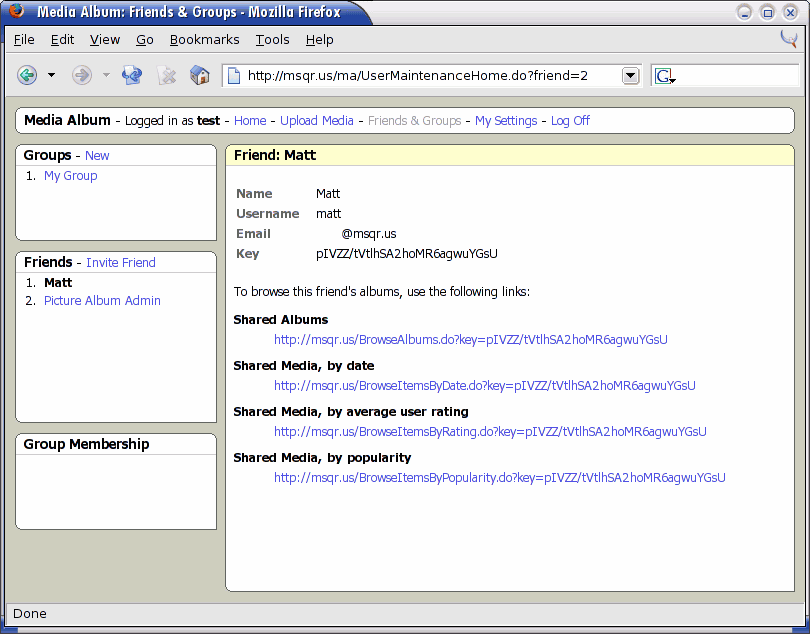 Media Album: Friends & Groups - Mozilla Firefox
File Edit View Go Bookmarks Tools Help
http://msqr.us/ma/UserMaintenanceHome.do?friend=2
G
Media Album - Logged in as test - Home - Upload Media - Friends & Groups - My Settings - Log Off
Groups - New
1. My Group
Friends - Invite Friend
1. Matt
2. Picture Album Admin
Group Membership
Friend: Matt
Name Matt
Username matt
Email @msqr.us
Key pIVZZ/tVtlhSA2hoMR6agwuYGsU
To browse this friend's albums, use the following links:
Shared Albums
http://msqr.us/BrowseAlbums.do?key=pIVZZ/tVtlhSA2hoMR6agwuYGsU
Shared Media, by date
http://msqr.us/BrowseItemsByDate.do?key=pIVZZ/tVtlhSA2hoMR6agwuYGsU
Shared Media, by average user rating
http://msqr.us/BrowseItemsByRating.do?key=pIVZZ/tVtlhSA2hoMR6agwuYGsU
Shared Media, by popularity
http://msqr.us/BrowseItemsByPopularity.do?key=pIVZZ/tVtlhSA2hoMR6agwuYGsU
Done